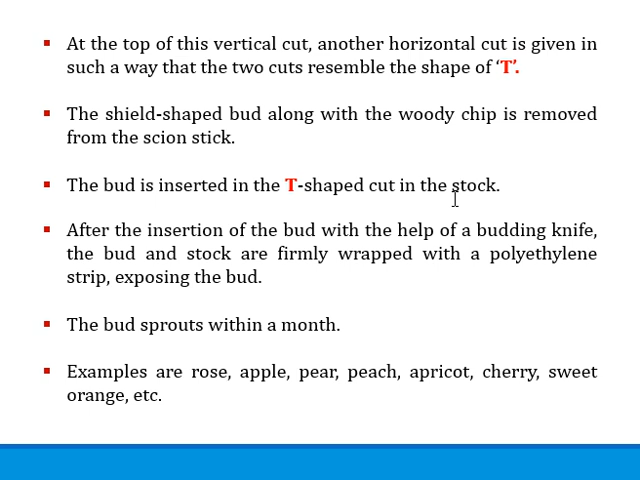 ▪ At the top of this vertical cut, another horizontal cut is given in
such a way that the two cuts resemble the shape of ‘T’.
▪ The shield-shaped bud along with the woody chip is removed
from the scion stick.
▪ The bud is inserted in the T-shaped cut in the stock.
▪ After the insertion of the bud with the help of a budding knife,
the bud and stock are firmly wrapped with a polyethylene
strip, exposing the bud.
▪ The bud sprouts within a month.
▪ Examples are rose, apple, pear, peach, apricot, cherry, sweet
orange, etc.